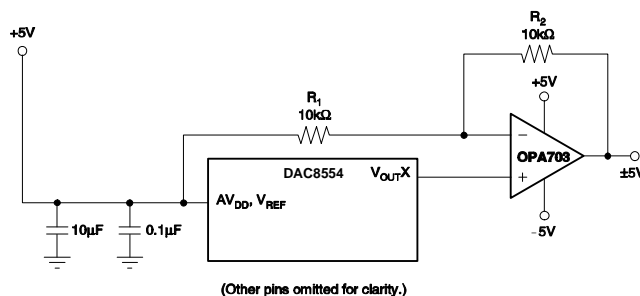 +5V
R2
10kΩ
R1
10kΩ
+5V
−
OPA703
+
±5V
−5V
DAC8554
VOUTX
AVDD, VREF
10μF
0.1μF
(Other pins omitted for clarity.)